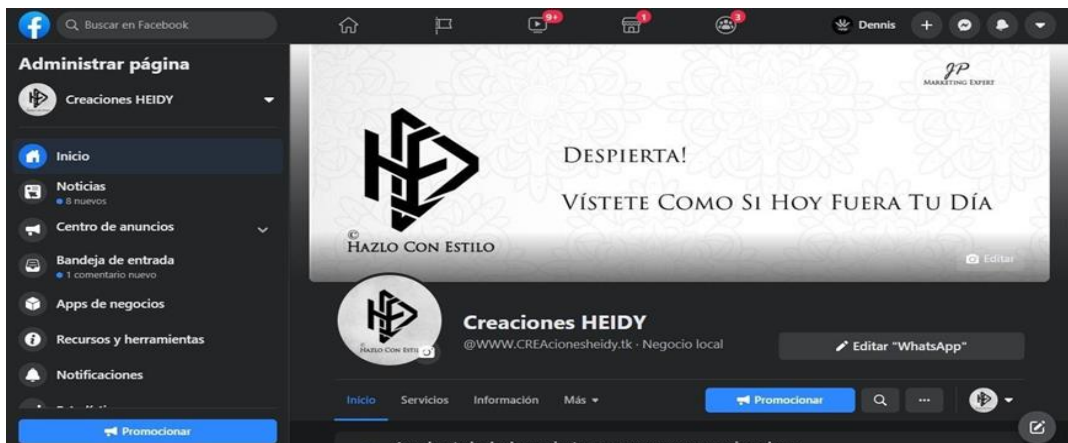 Buscar en Facebook
9+
1
3
Dennis
Administrar página
Creaciones HEIDY
Inicio
Noticias
8 nuevos
Centro de anuncios
Bandeja de entrada
1 comentario nuevo
Apps de negocios
Recursos y herramientas
Notificaciones
Promocionar
JP
Marketing Expert
Despierta!
Vístete Como Si Hoy Fuera Tu Día
©
Hazlo Con Estilo
Editar
Hazlo Con Estilo
Creaciones HEIDY
@WWW.CREAcionesheidy.tk · Negocio local
Editar "WhatsApp"
Inicio Servicios Información Más
Promocionar